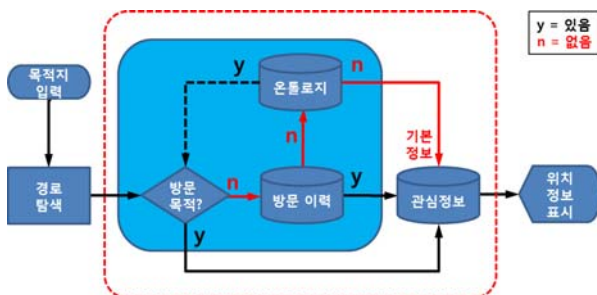 y = 있음
n = 없음
목적지
입력
y
온톨로지
n
n
기본
정보
경로
탐색
방문
목적?
n
방문 이력
y
관심정보
위치
정보
표시
y